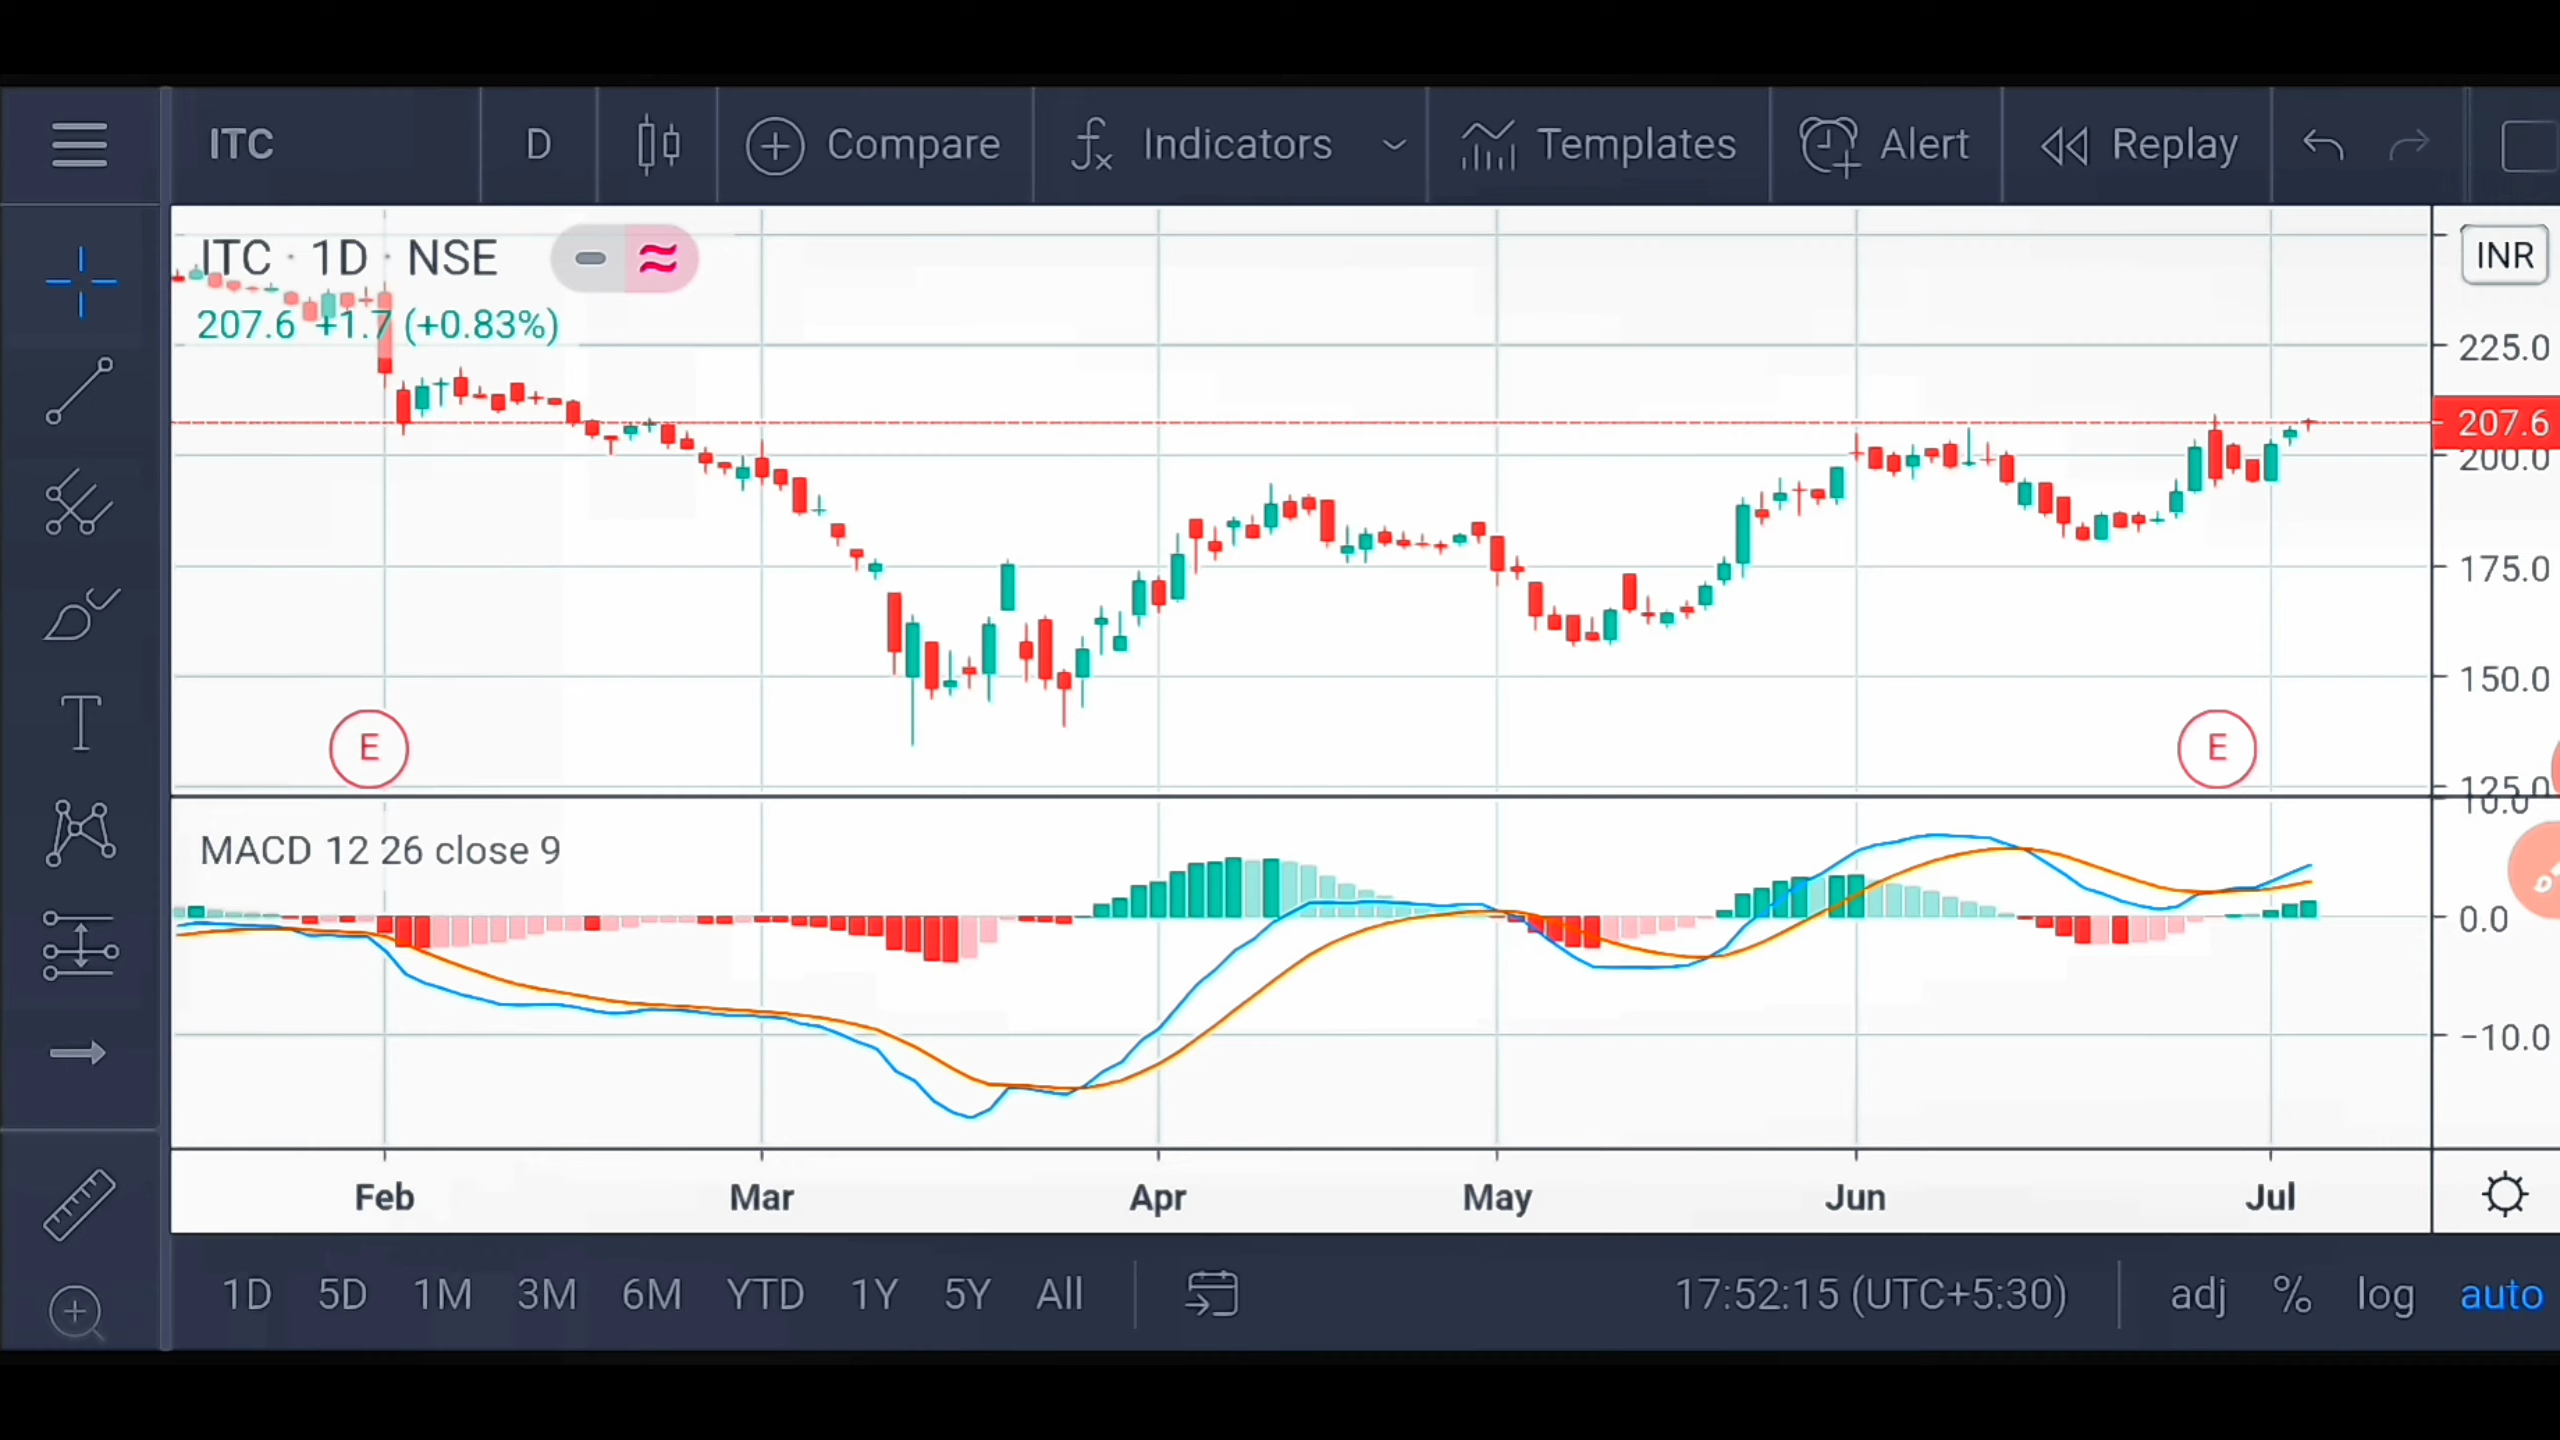 ITC D Compare Indicators Templates Alert Replay
ITC · 1D · NSE
INR
207.6 +1.7 (+0.83%)
225.0
207.6
200.0
175.0
150.0
E E
125.0
10.0
MACD 12 26 close 9
0.0
−10.0
Feb Mar Apr May Jun Jul
1D 5D 1M 3M 6M YTD 1Y 5Y All 17:52:15 (UTC+5:30) adj % log auto